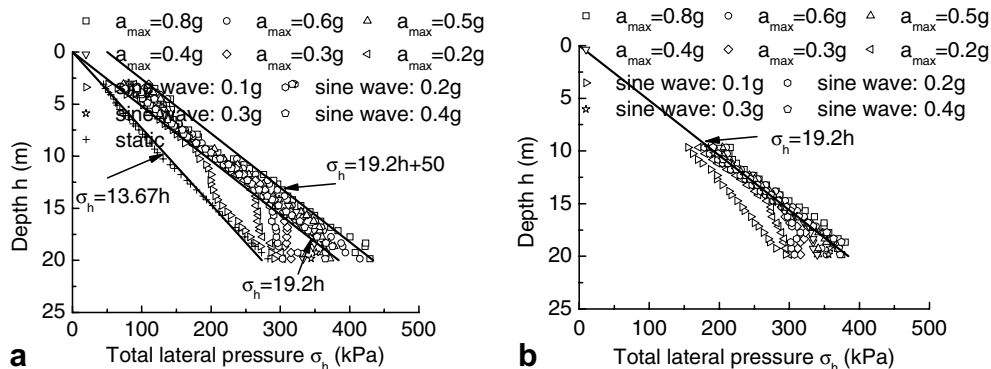 a_max=0.8g a_max=0.6g a_max=0.5g
a_max=0.4g a_max=0.3g a_max=0.2g
sine wave: 0.1g sine wave: 0.2g
sine wave: 0.3g sine wave: 0.4g
static
0
5
10
15
20
25
Depth h (m)
σ_h=13.67h
σ_h=19.2h+50
σ_h=19.2h
0 100 200 300 400 500
Total lateral pressure σ_h (kPa)
a
a_max=0.8g a_max=0.6g a_max=0.5g
a_max=0.4g a_max=0.3g a_max=0.2g
sine wave: 0.1g sine wave: 0.2g
sine wave: 0.3g sine wave: 0.4g
0
5
10
15
20
25
Depth h (m)
σ_h=19.2h
0 100 200 300 400 500
Total lateral pressure σ_h (kPa)
b